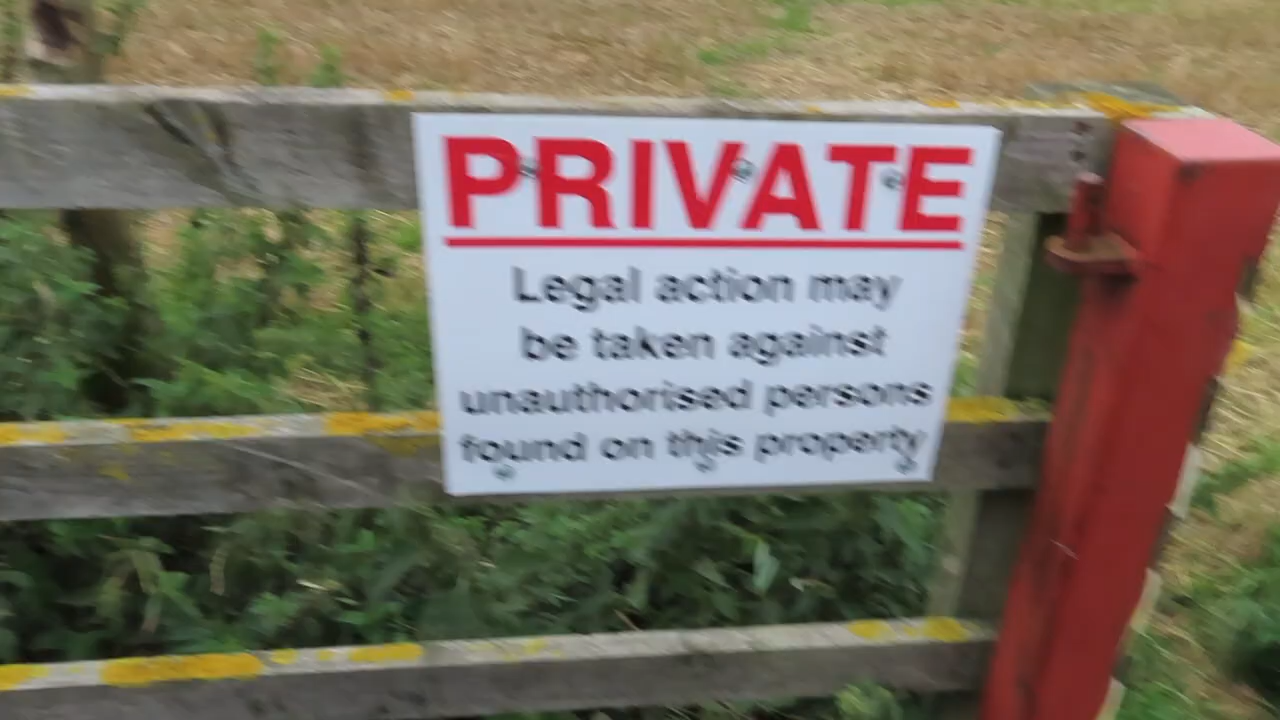 PRIVATE
Legal action may
be taken against
unauthorised persons
found on this property